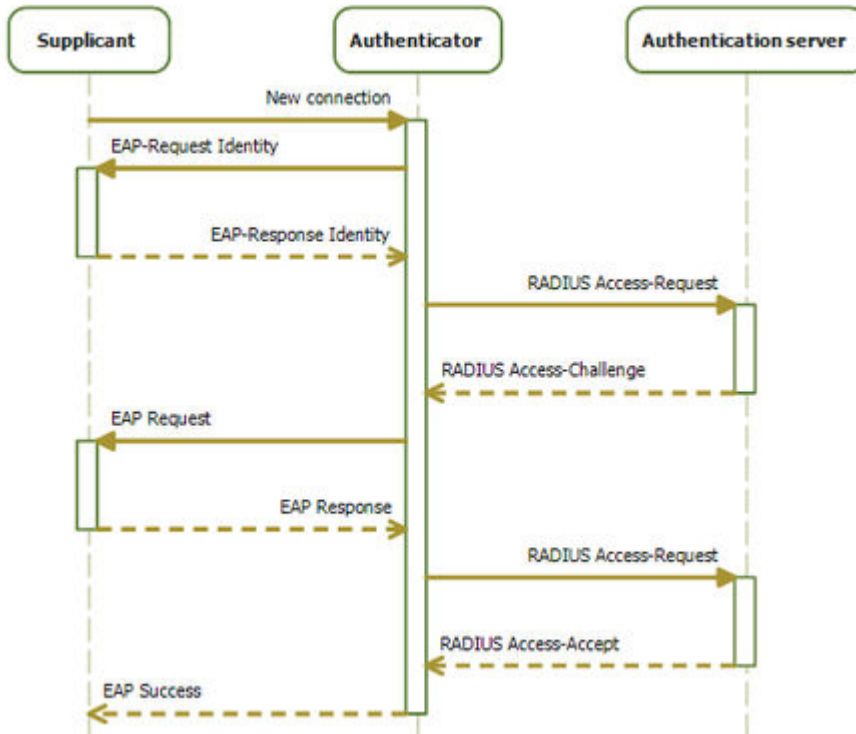 Supplicant
Authenticator
Authentication server
New connection
EAP-Request Identity
EAP-Response Identity
RADIUS Access-Request
RADIUS Access-Challenge
EAP Request
EAP Response
RADIUS Access-Request
RADIUS Access-Accept
EAP Success